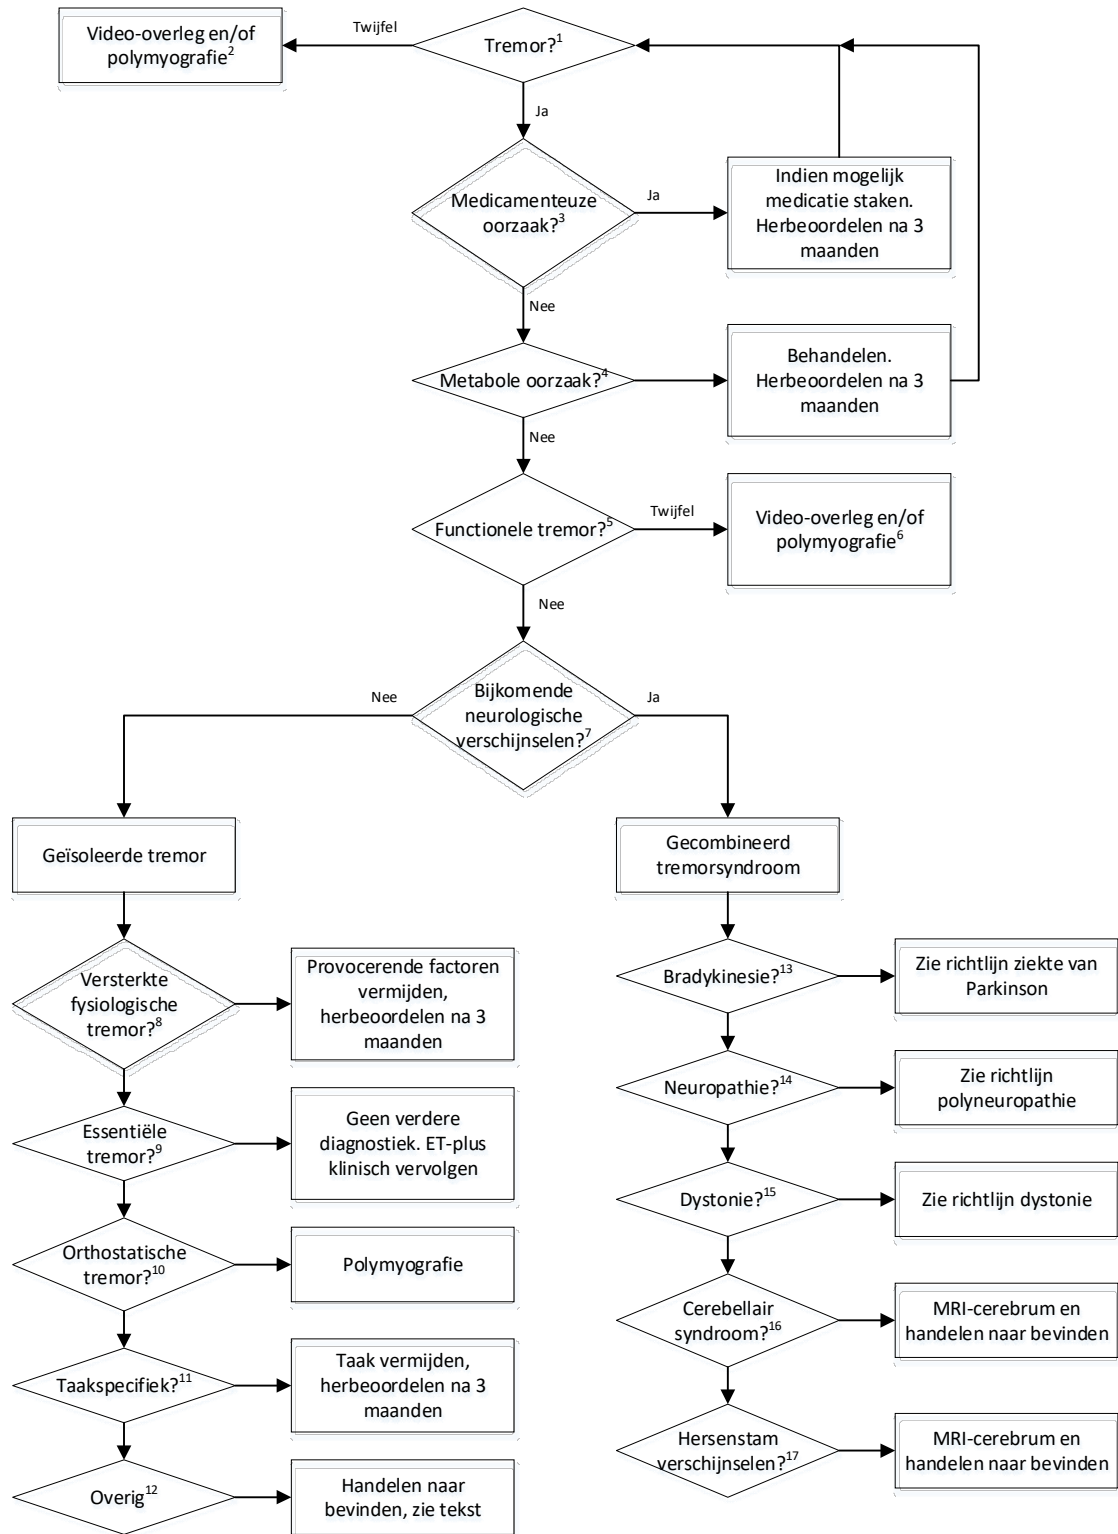 Video-overleg en/of
polymyografie²
Twijfel
Tremor?¹
Ja
Medicamenteuze
oorzaak?³
Ja
Indien mogelijk
medicatie staken.
Herbeoordelen na 3
maanden
Nee
Metabole oorzaak?⁴
Behandelen.
Herbeoordelen na 3
maanden
Nee
Functionele tremor?⁵
Twijfel
Video-overleg en/of
polymyografie⁶
Nee
Bijkomende
neurologische
verschijnselen?⁷
Nee
Ja
Geïsoleerde tremor
Versterkte
fysiologische
tremor?⁸
Provocerende factoren
vermijden,
herbeoordelen na 3
maanden
Essentiële
tremor?⁹
Geen verdere
diagnostiek. ET-plus
klinisch vervolgen
Orthostatische
tremor?¹⁰
Polymyografie
Taakspecifiek?¹¹
Taak vermijden,
herbeoordelen na 3
maanden
Overig¹²
Handelen naar
bevinden, zie tekst
Gecombineerd
tremorsyndroom
Bradykinesie?¹³
Zie richtlijn ziekte van
Parkinson
Neuropathie?¹⁴
Zie richtlijn
polyneuropathie
Dystonie?¹⁵
Zie richtlijn dystonie
Cerebellair
syndroom?¹⁶
MRI-cerebrum en
handelen naar bevinden
Hersenstam
verschijnselen?¹⁷
MRI-cerebrum en
handelen naar bevinden